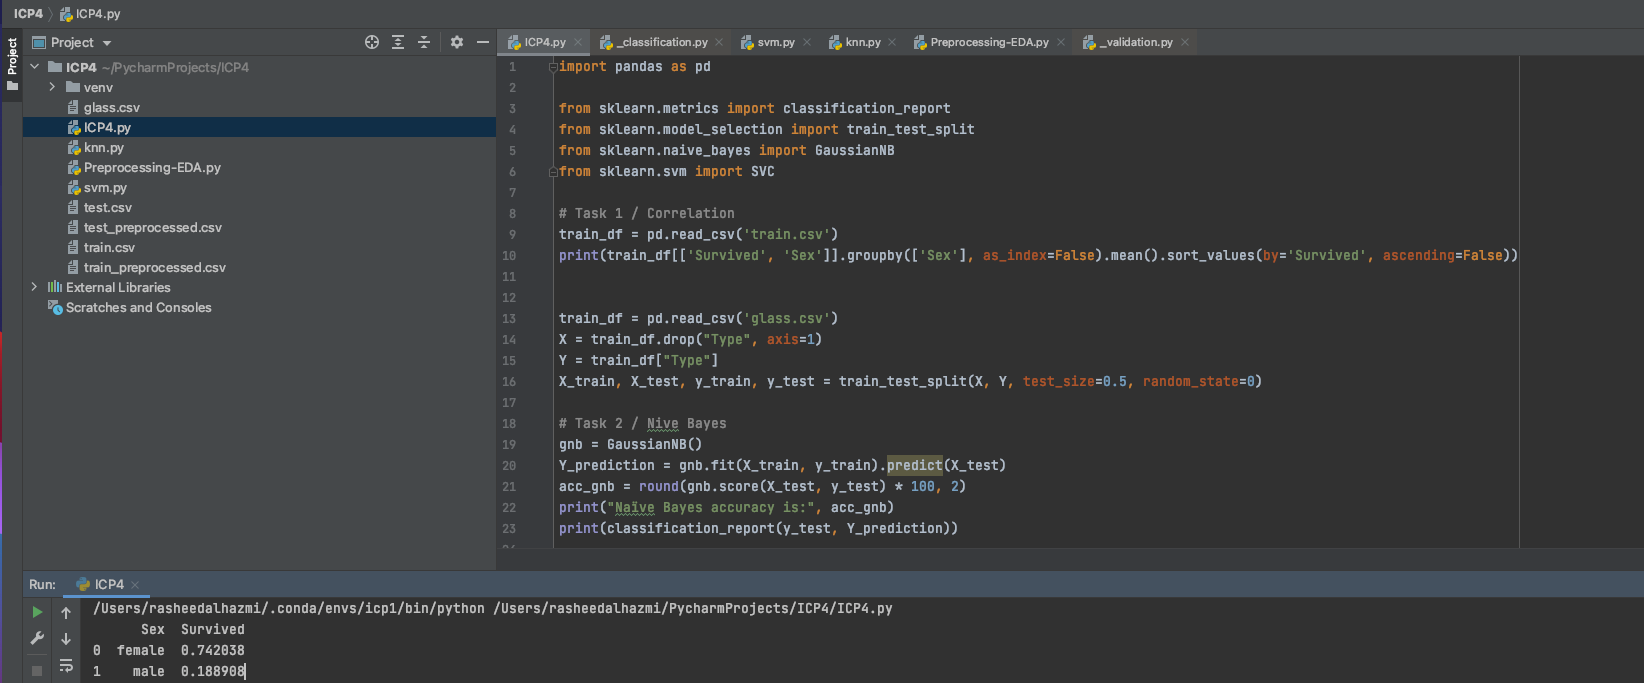 ICP4 ICP4.py
Project
Project
ICP4.py _classification.py svm.py knn.py Preprocessing-EDA.py _validation.py
ICP4 ~/PycharmProjects/ICP4
venv
glass.csv
ICP4.py
knn.py
Preprocessing-EDA.py
svm.py
test.csv
test_preprocessed.csv
train.csv
train_preprocessed.csv
External Libraries
Scratches and Consoles
1 import pandas as pd
2
3 from sklearn.metrics import classification_report
4 from sklearn.model_selection import train_test_split
5 from sklearn.naive_bayes import GaussianNB
6 from sklearn.svm import SVC
7
8 # Task 1 / Correlation
9 train_df = pd.read_csv('train.csv')
10 print(train_df[['Survived', 'Sex']].groupby(['Sex'], as_index=False).mean().sort_values(by='Survived', ascending=False))
11
12
13 train_df = pd.read_csv('glass.csv')
14 X = train_df.drop("Type", axis=1)
15 Y = train_df["Type"]
16 X_train, X_test, y_train, y_test = train_test_split(X, Y, test_size=0.5, random_state=0)
17
18 # Task 2 / Nive Bayes
19 gnb = GaussianNB()
20 Y_prediction = gnb.fit(X_train, y_train).predict(X_test)
21 acc_gnb = round(gnb.score(X_test, y_test) * 100, 2)
22 print("Naïve Bayes accuracy is:", acc_gnb)
23 print(classification_report(y_test, Y_prediction))
Run: ICP4
/Users/rasheedalhazmi/.conda/envs/icp1/bin/python /Users/rasheedalhazmi/PycharmProjects/ICP4/ICP4.py
Sex Survived
0 female 0.742038
1 male 0.188908